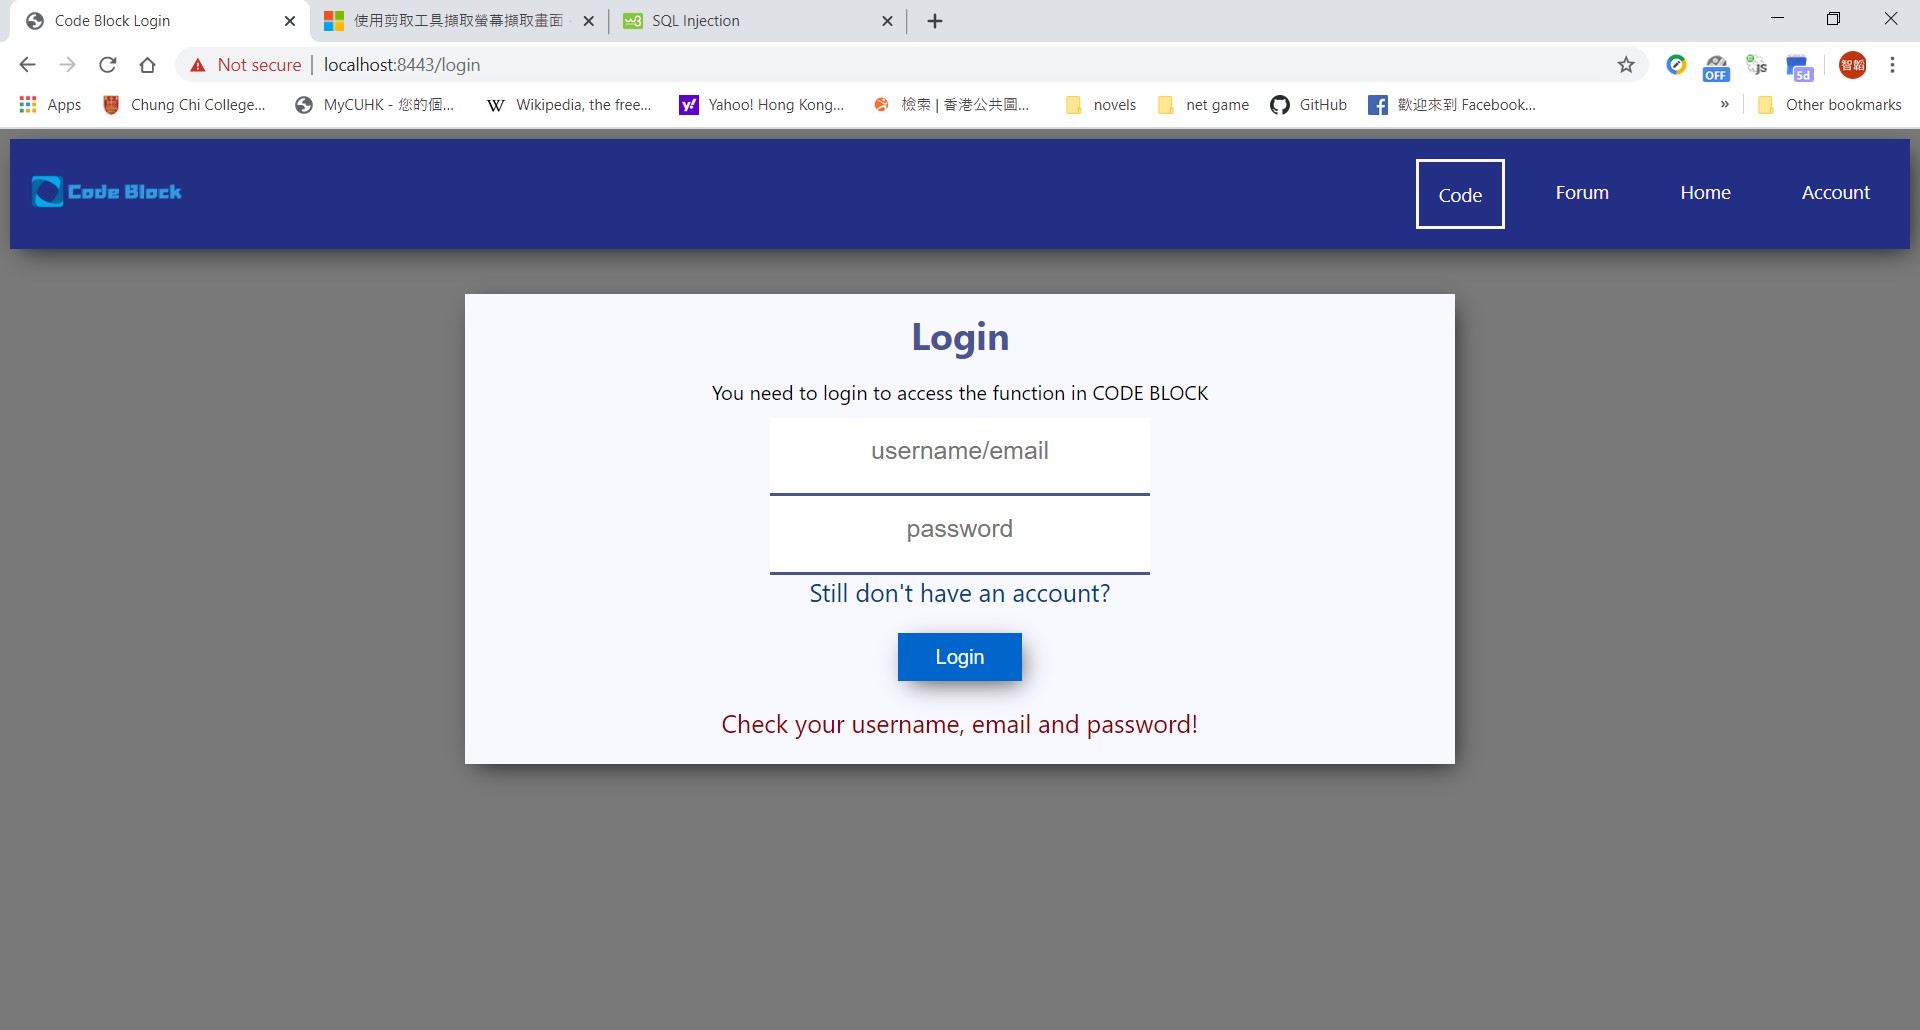 Code Block Login
使用剪取工具擷取螢幕擷取畫面
SQL Injection
Not secure localhost:8443/login
OFF
js
5d
智韜
Apps Chung Chi College... MyCUHK - 您的個... Wikipedia, the free... Yahoo! Hong Kong... 檢索 | 香港公共圖... novels net game GitHub 歡迎來到 Facebook... » Other bookmarks
Code Block
Code Forum Home Account
Login
You need to login to access the function in CODE BLOCK
username/email
password
Still don't have an account?
Login
Check your username, email and password!